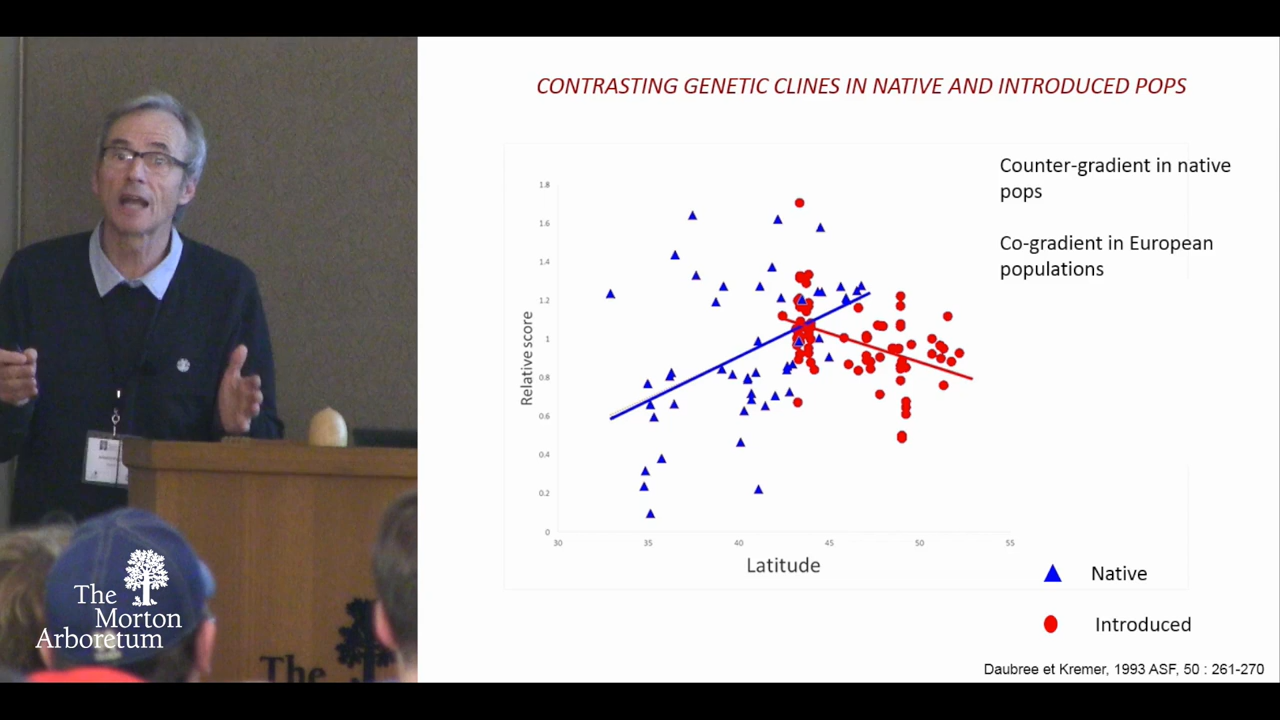 CONTRASTING GENETIC CLINES IN NATIVE AND INTRODUCED POPS
Counter-gradient in native
pops
Co-gradient in European
populations
1.8
1.6
1.4
1.2
1
0.8
0.6
0.4
0.2
0
Relative score
30 35 40 45 50 55
Latitude
Native
Introduced
Daubree et Kremer, 1993 ASF, 50 : 261-270
The
Morton
Arboretum
The